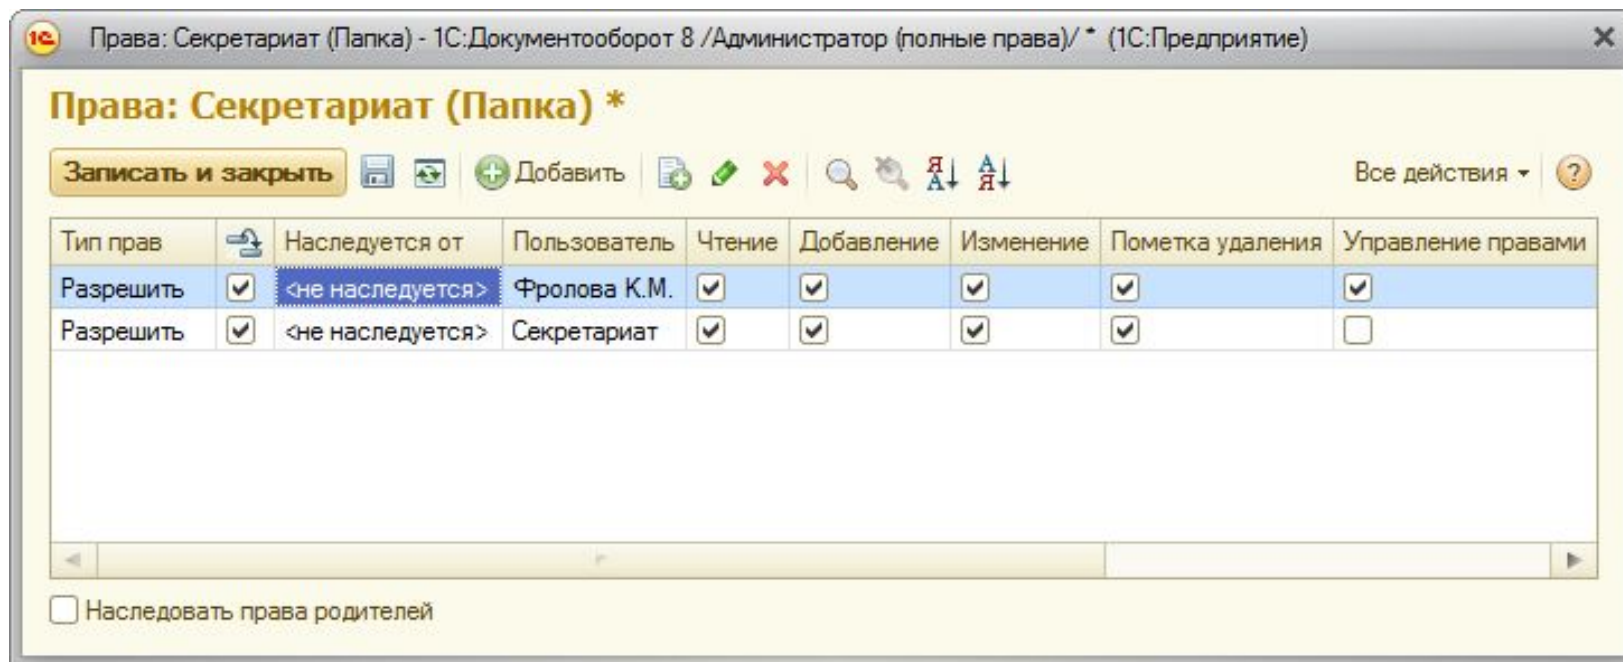 1С Права: Секретариат (Папка) - 1С:Документооборот 8 /Администратор (полные права)/ * (1С:Предприятие)
Права: Секретариат (Папка) *
Записать и закрыть Добавить Я А А Я Все действия ?
Тип прав Наследуется от Пользователь Чтение Добавление Изменение Пометка удаления Управление правами
Разрешить <не наследуется> Фролова К.М.
Разрешить <не наследуется> Секретариат
Наследовать права родителей